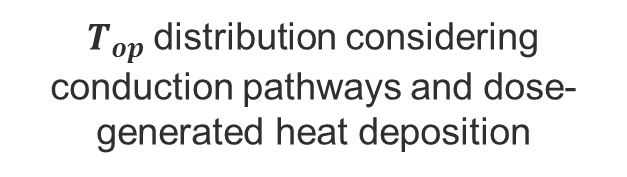 T_op distribution considering
conduction pathways and dose-
generated heat deposition